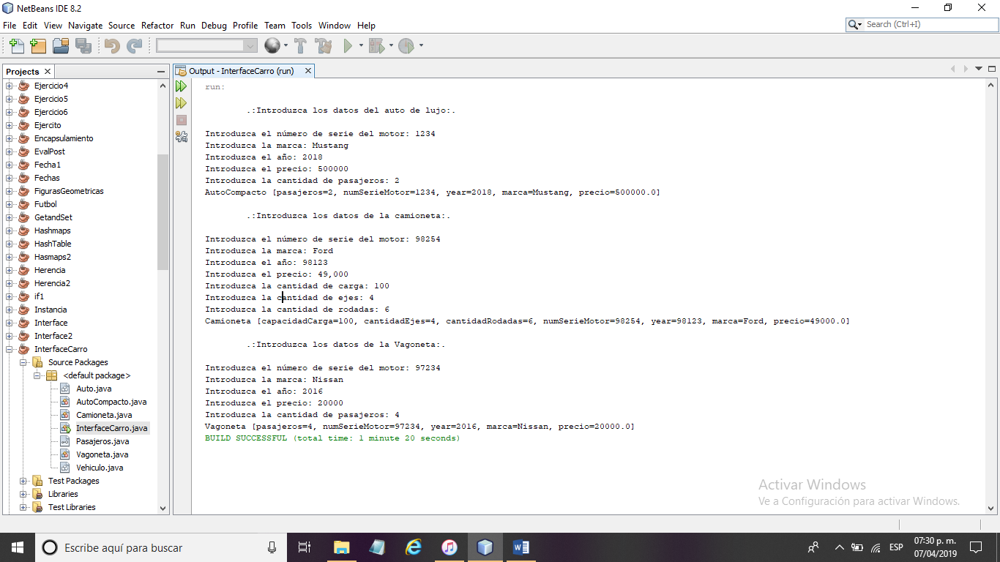 NetBeans IDE 8.2
File Edit View Navigate Source Refactor Run Debug Profile Team Tools Window Help
Search (Ctrl+I)
Projects
Ejercicio4
Ejercicio5
Ejercicio6
Ejercito
Encapsulamiento
EvalPost
Fecha1
Fechas
FigurasGeometricas
Futbol
GetandSet
Hashmaps
HashTable
Hasmaps2
Herencia
Herencia2
if1
Instancia
Interface
Interface2
InterfaceCarro
Source Packages
<default package>
Auto.java
AutoCompacto.java
Camioneta.java
InterfaceCarro.java
Pasajeros.java
Vagoneta.java
Vehiculo.java
Test Packages
Libraries
Test Libraries
Output - InterfaceCarro (run)
run:
.:Introduzca los datos del auto de lujo:.
Introduzca el número de serie del motor: 1234
Introduzca la marca: Mustang
Introduzca el año: 2018
Introduzca el precio: 500000
Introduzca la cantidad de pasajeros: 2
AutoCompacto [pasajeros=2, numSerieMotor=1234, year=2018, marca=Mustang, precio=500000.0]
.:Introduzca los datos de la camioneta:.
Introduzca el número de serie del motor: 98254
Introduzca la marca: Ford
Introduzca el año: 98123
Introduzca el precio: 49,000
Introduzca la cantidad de carga: 100
Introduzca la cantidad de ejes: 4
Introduzca la cantidad de rodadas: 6
Camioneta [capacidadCarga=100, cantidadEjes=4, cantidadRodadas=6, numSerieMotor=98254, year=98123, marca=Ford, precio=49000.0]
.:Introduzca los datos de la Vagoneta:.
Introduzca el número de serie del motor: 97234
Introduzca la marca: Nissan
Introduzca el año: 2016
Introduzca el precio: 20000
Introduzca la cantidad de pasajeros: 4
Vagoneta [pasajeros=4, numSerieMotor=97234, year=2016, marca=Nissan, precio=20000.0]
BUILD SUCCESSFUL (total time: 1 minute 20 seconds)
Activar Windows
Ve a Configuración para activar Windows.
Escribe aquí para buscar
ESP
07:30 p. m.
07/04/2019